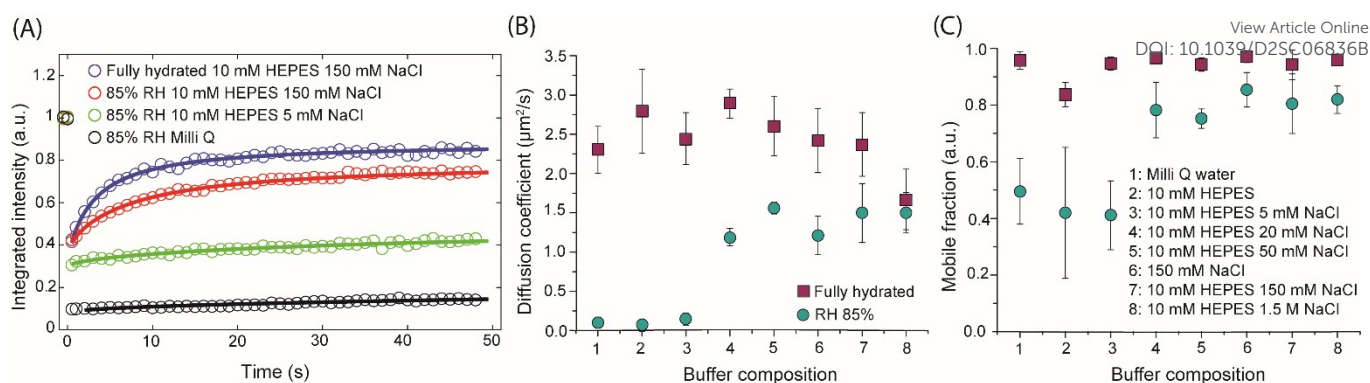 (A)
Integrated intensity (a.u.)
1.2
1
0.8
0.6
0.4
0.2
0
0
10
20
30
40
50
Time (s)
Fully hydrated 10 mM HEPES 150 mM NaCl
85% RH 10 mM HEPES 150 mM NaCl
85% RH 10 mM HEPES 5 mM NaCl
85% RH Milli Q
(B)
Diffusion coefficient (µm²/s)
3.5
3.0
2.5
2.0
1.5
1.0
0.5
0.0
1 2 3 4 5 6 7 8
Buffer composition
Fully hydrated
RH 85%
(C)
View Article Online
DOI: 10.1039/D2SC06836B
Mobile fraction (a.u.)
1.0
0.8
0.6
0.4
0.2
0.0
1 2 3 4 5 6 7 8
Buffer composition
1: Milli Q water
2: 10 mM HEPES
3: 10 mM HEPES 5 mM NaCl
4: 10 mM HEPES 20 mM NaCl
5: 10 mM HEPES 50 mM NaCl
6: 150 mM NaCl
7: 10 mM HEPES 150 mM NaCl
8: 10 mM HEPES 1.5 M NaCl